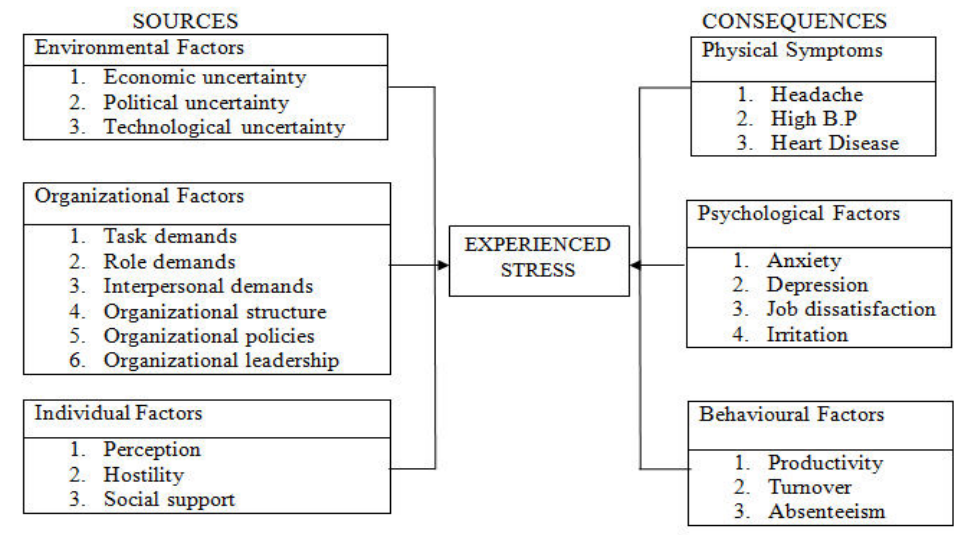 SOURCES
Environmental Factors
1. Economic uncertainty
2. Political uncertainty
3. Technological uncertainty
Organizational Factors
1. Task demands
2. Role demands
3. Interpersonal demands
4. Organizational structure
5. Organizational policies
6. Organizational leadership
Individual Factors
1. Perception
2. Hostility
3. Social support
EXPERIENCED
STRESS
CONSEQUENCES
Physical Symptoms
1. Headache
2. High B.P
3. Heart Disease
Psychological Factors
1. Anxiety
2. Depression
3. Job dissatisfaction
4. Irritation
Behavioural Factors
1. Productivity
2. Turnover
3. Absenteeism